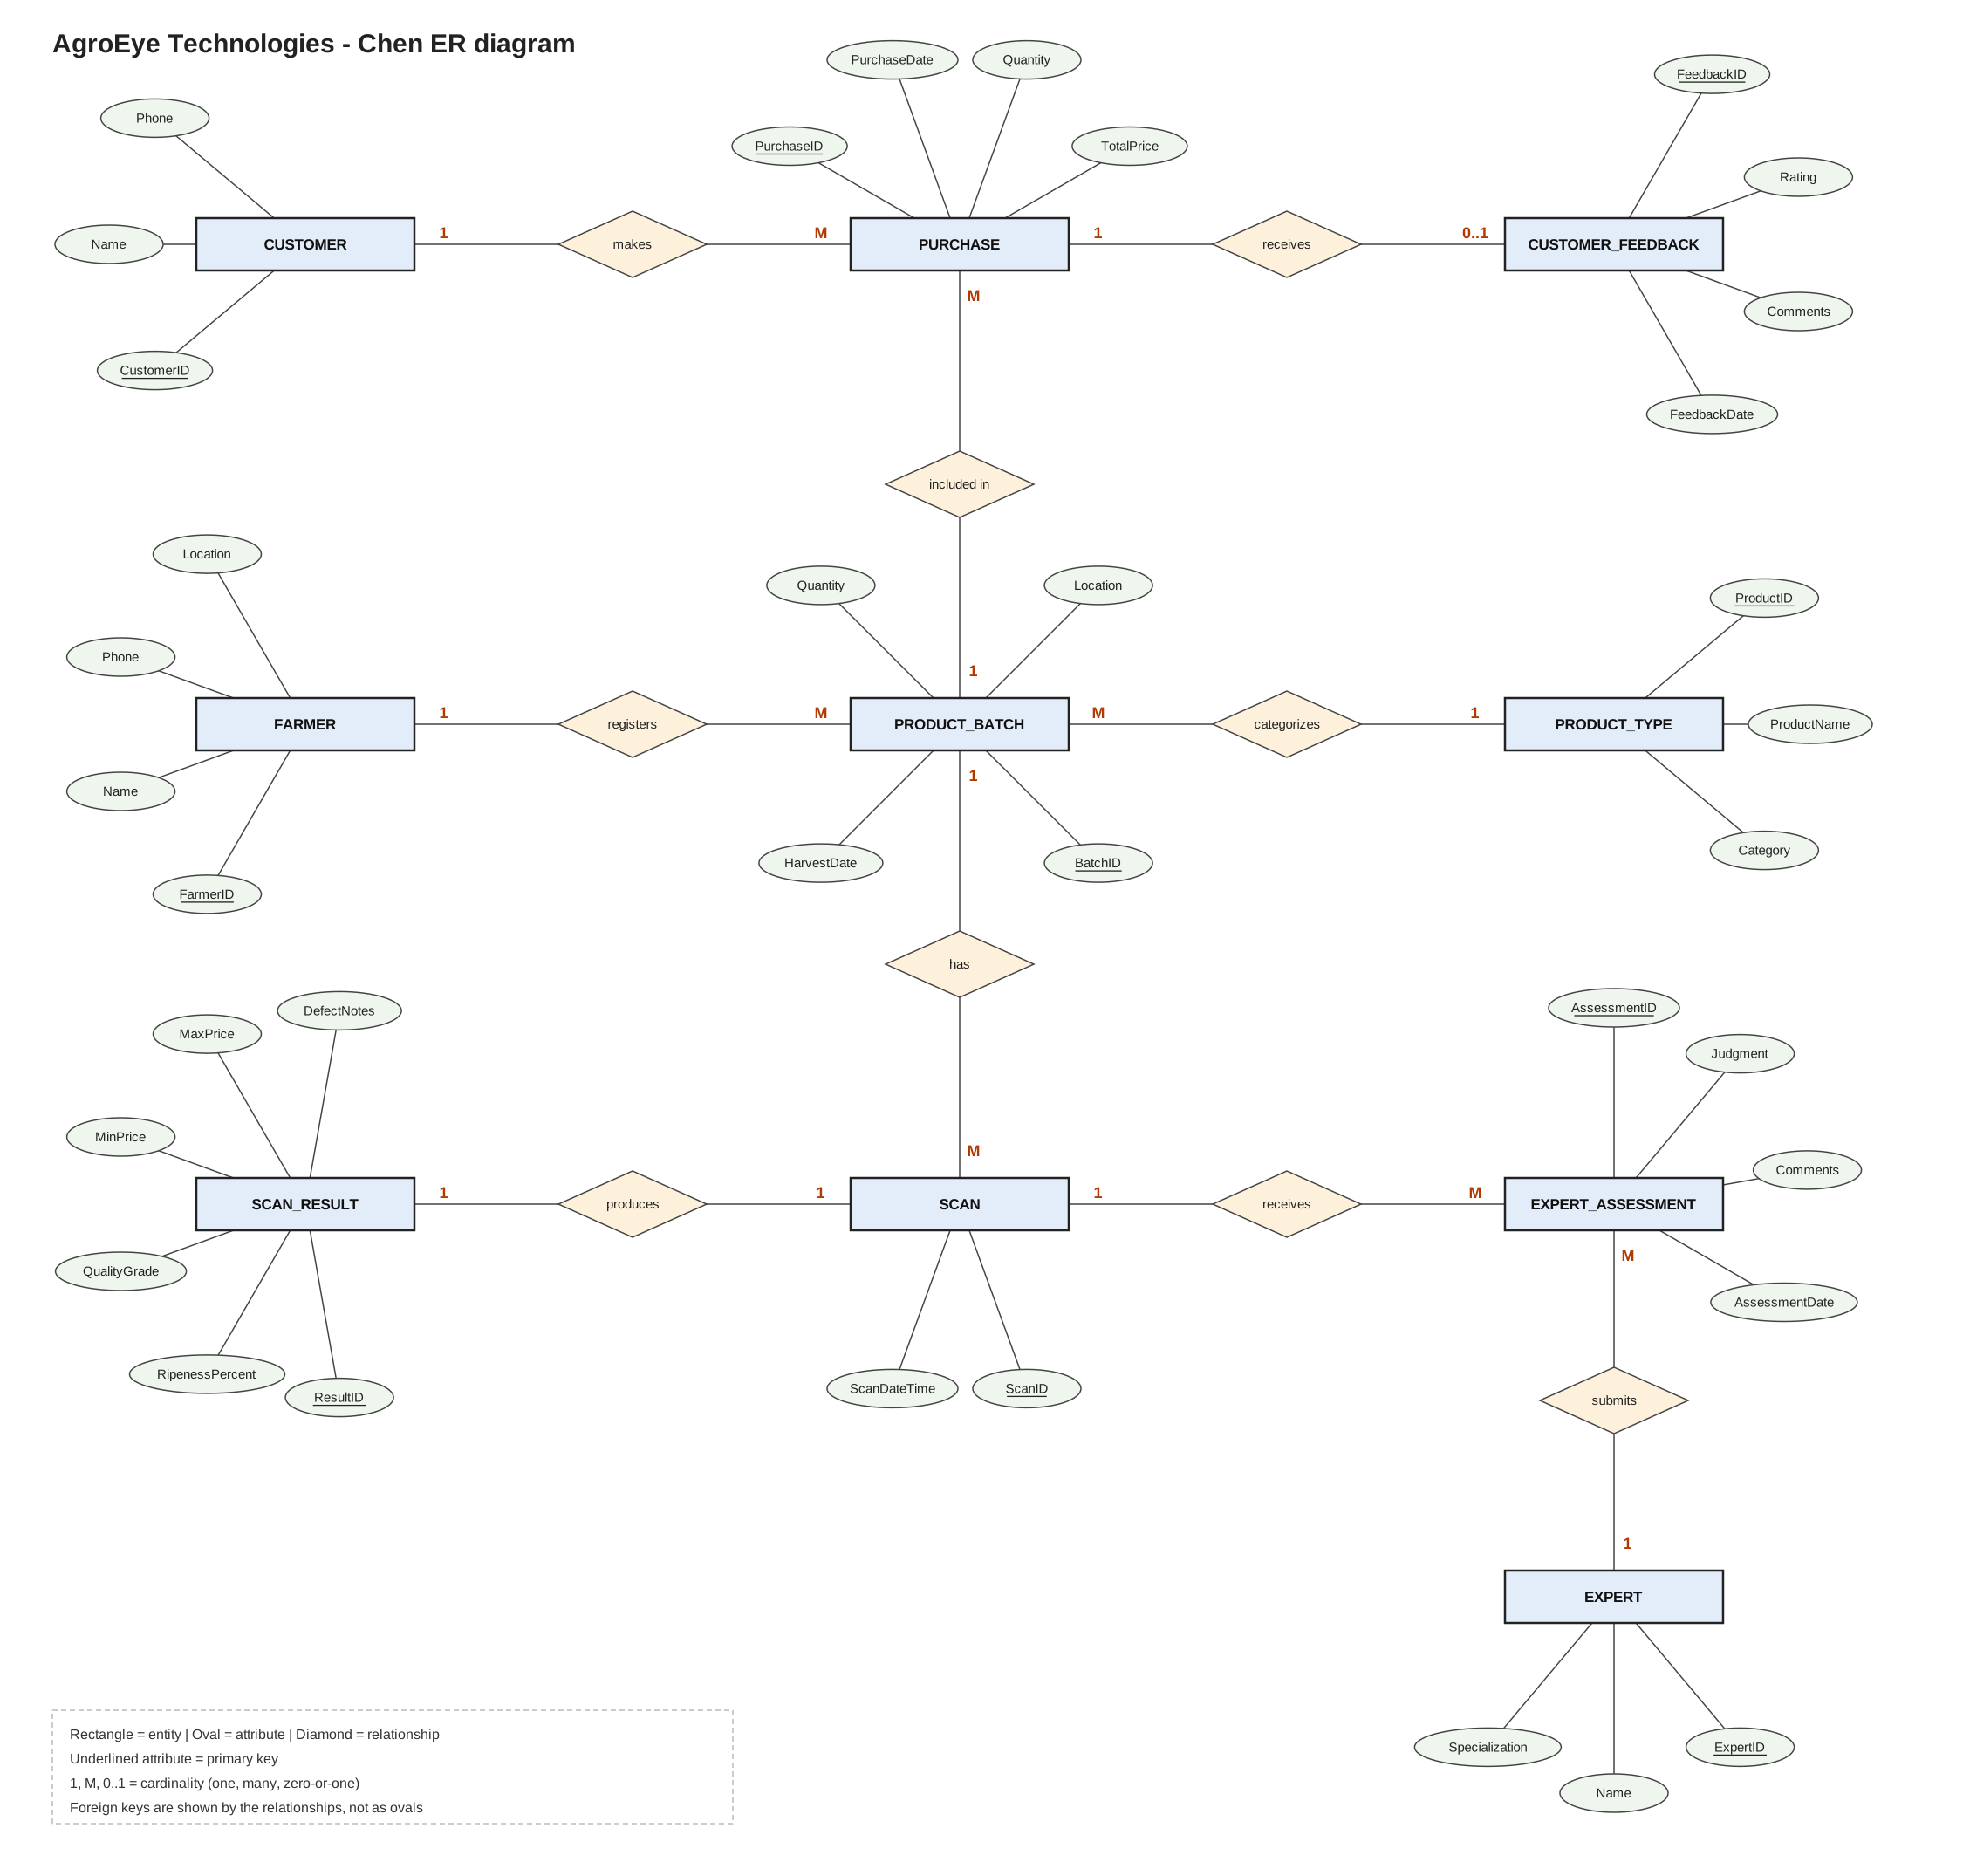 AgroEye Technologies - Chen ER diagram
PurchaseDate
Quantity
FeedbackID
Phone
PurchaseID
TotalPrice
Rating
CUSTOMER
Name
1
makes
M
PURCHASE
1
receives
0..1
CUSTOMER_FEEDBACK
M
Comments
CustomerID
FeedbackDate
included in
Location
Quantity
Location
ProductID
Phone
1
FARMER
1
registers
M
PRODUCT_BATCH
M
categorizes
1
PRODUCT_TYPE
ProductName
1
Name
HarvestDate
BatchID
Category
FarmerID
has
DefectNotes
MaxPrice
AssessmentID
Judgment
MinPrice
M
Comments
SCAN_RESULT
1
produces
1
SCAN
1
receives
M
EXPERT_ASSESSMENT
M
QualityGrade
AssessmentDate
RipenessPercent
ResultID
ScanDateTime
ScanID
submits
1
EXPERT
Specialization
ExpertID
Name
Rectangle = entity | Oval = attribute | Diamond = relationship
Underlined attribute = primary key
1, M, 0..1 = cardinality (one, many, zero-or-one)
Foreign keys are shown by the relationships, not as ovals